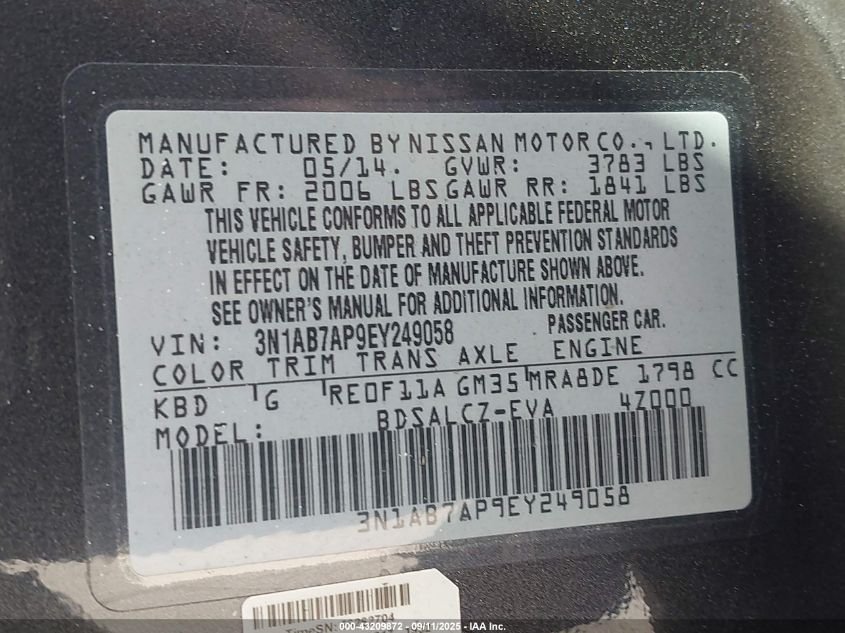 MANUFACTURED BY NISSAN MOTOR CO., LTD.
DATE: 05/14. GVWR: 3783 LBS
GAWR FR: 2006 LBS GAWR RR: 1841 LBS
THIS VEHICLE CONFORMS TO ALL APPLICABLE FEDERAL MOTOR
VEHICLE SAFETY, BUMPER AND THEFT PREVENTION STANDARDS
IN EFFECT ON THE DATE OF MANUFACTURE SHOWN ABOVE.
SEE OWNER'S MANUAL FOR ADDITIONAL INFORMATION.
VIN: 3N1AB7AP9EY249058 PASSENGER CAR.
COLOR TRIM TRANS AXLE ENGINE
KBD G RE0F11A GM35 MRA8DE 1798 CC
MODEL: BDSALCZ-EVA 4Z000
3N1AB7AP9EY249058
TimeSN:
000-43209872 - 09/11/2025 - IAA Inc.